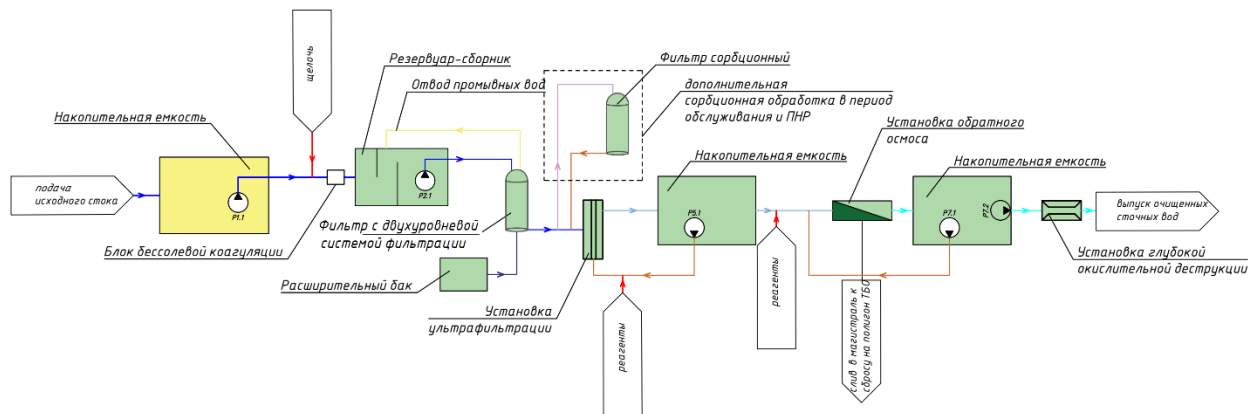 щелочь
Резервуар-сборник
Отвод промывных вод
Фильтр сорбционный
дополнительная
сорбционная обработка в период
обслуживания и ПНР
Накопительная емкость
Установка обратного
осмоса
Накопительная емкость
Накопительная емкость
подача
исходного стока
P1.1
P2.1
P5.1
P7.1
P7.2
выпуск очищенных
сточных вод
Блок бессолевой коагуляции
Фильтр с двухуровневой
системой фильтрации
Расширительный бак
Установка
ультрафильтрации
реагенты
реагенты
слив в магистраль к
сбросу на полигон ТБО
Установка глубокой
окислительной деструкции